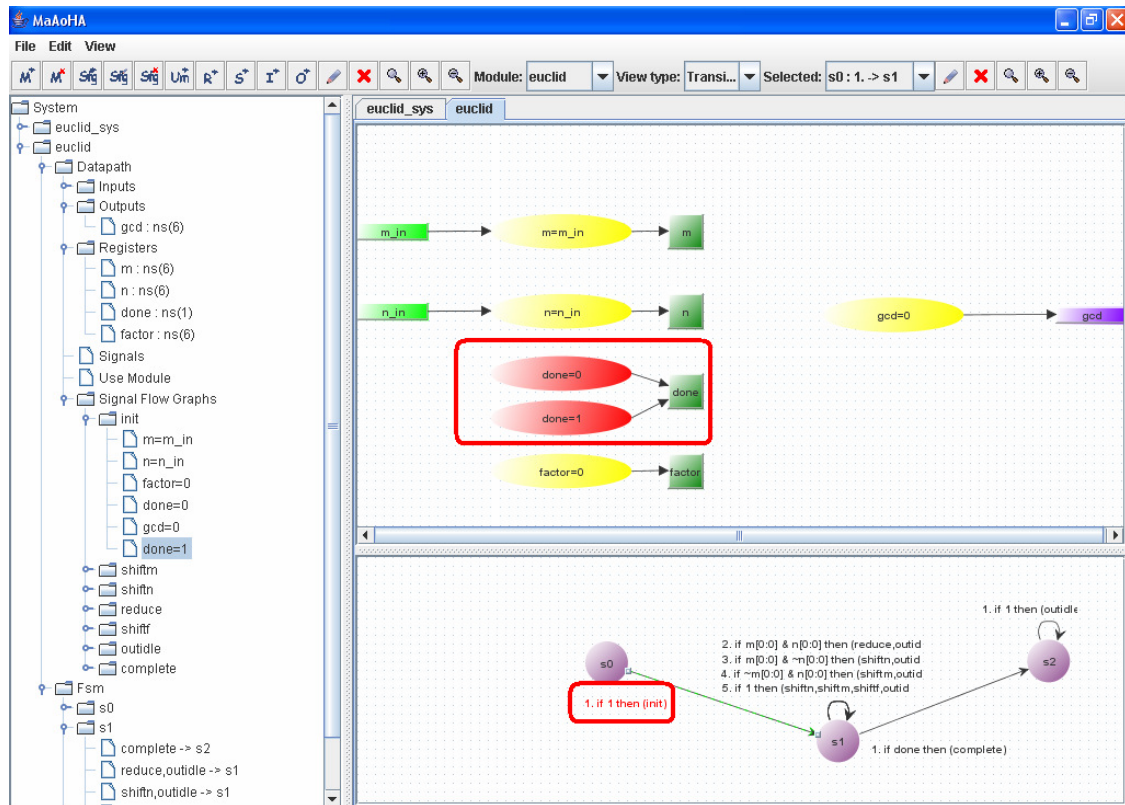 MaAoHA
File Edit View
M+ Mx Sfg Sfg Sfg Um R+ S+ I+ O+ Module: euclid View type: Transi... Selected: s0 : 1. -> s1
System
euclid_sys
euclid
Datapath
Inputs
Outputs
gcd : ns(6)
Registers
m : ns(6)
n : ns(6)
done : ns(1)
factor : ns(6)
Signals
Use Module
Signal Flow Graphs
init
m=m_in
n=n_in
factor=0
done=0
gcd=0
done=1
shiftm
shiftn
reduce
shiftf
outidle
complete
Fsm
s0
s1
complete -> s2
reduce,outidle -> s1
shiftn,outidle -> s1
euclid_sys euclid
m_in m=m_in m
n_in n=n_in n gcd=0 gcd
done=0
done
done=1
factor=0 factor
1. if 1 then (outidle
2. if m[0:0] & n[0:0] then (reduce,outid
3. if m[0:0] & ~n[0:0] then (shiftn,outid
4. if ~m[0:0] & n[0:0] then (shiftm,outid
5. if 1 then (shiftn,shiftm,shiftf,outid
s0
s2
1. if 1 then (init)
s1
1. if done then (complete)